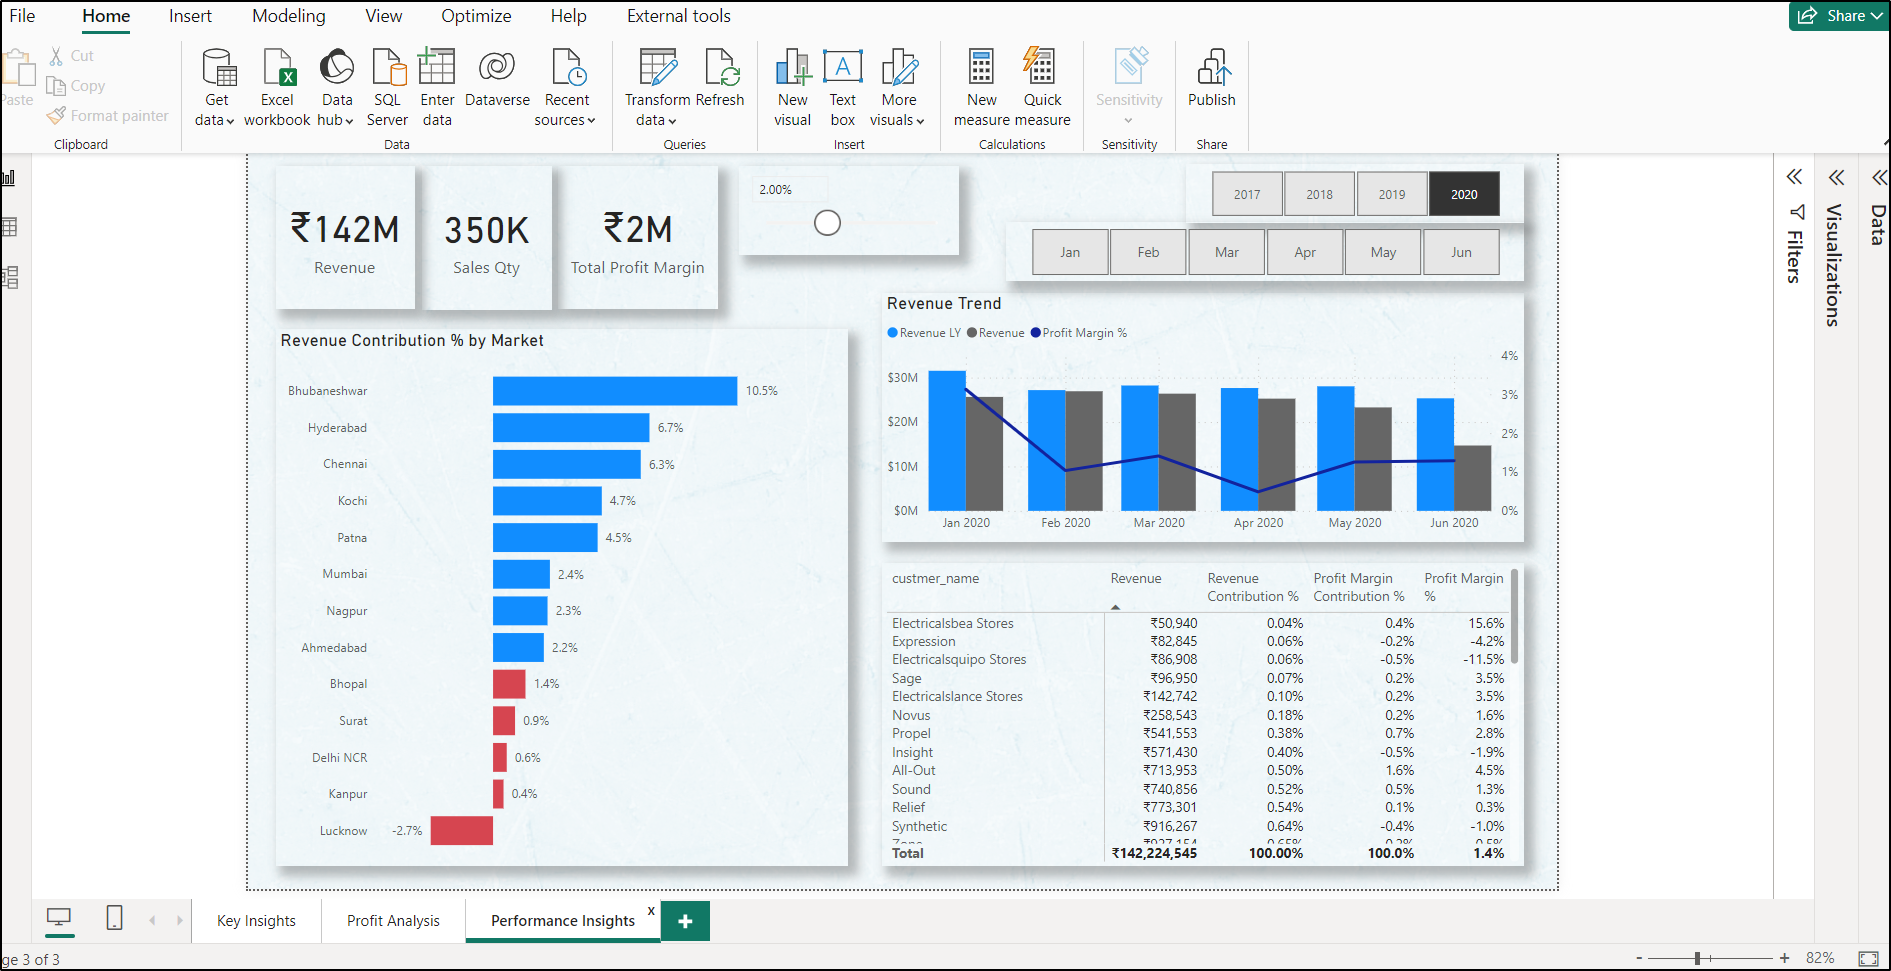 File Home Insert Modeling View Optimize Help External tools Share
Paste
Cut
Copy
Format painter
Clipboard
Get data
Excel workbook
Data hub
SQL Server
Enter data
Dataverse
Recent sources
Data
Transform data
Refresh
Queries
New visual
Text box
More visuals
Insert
New measure
Quick measure
Calculations
Sensitivity
Sensitivity
Publish
Share
₹142M
Revenue
350K
Sales Qty
₹2M
Total Profit Margin
2.00%
2017 2018 2019 2020
Jan Feb Mar Apr May Jun
Revenue Contribution % by Market
Bhubaneshwar 10.5%
Hyderabad 6.7%
Chennai 6.3%
Kochi 4.7%
Patna 4.5%
Mumbai 2.4%
Nagpur 2.3%
Ahmedabad 2.2%
Bhopal 1.4%
Surat 0.9%
Delhi NCR 0.6%
Kanpur 0.4%
Lucknow -2.7%
Revenue Trend
Revenue LY Revenue Profit Margin %
4%
$30M
3%
$20M
2%
$10M
1%
$0M
0%
Jan 2020 Feb 2020 Mar 2020 Apr 2020 May 2020 Jun 2020
custmer_name Revenue Revenue Contribution % Profit Margin Contribution % Profit Margin %
Electricalsbea Stores ₹50,940 0.04% 0.4% 15.6%
Expression ₹82,845 0.06% -0.2% -4.2%
Electricalsquipo Stores ₹86,908 0.06% -0.5% -11.5%
Sage ₹96,950 0.07% 0.2% 3.5%
Electricalslance Stores ₹142,742 0.10% 0.2% 3.5%
Novus ₹258,543 0.18% 0.2% 1.6%
Propel ₹541,553 0.38% 0.7% 2.8%
Insight ₹571,430 0.40% -0.5% -1.9%
All-Out ₹713,953 0.50% 1.6% 4.5%
Sound ₹740,856 0.52% 0.5% 1.3%
Relief ₹773,301 0.54% 0.1% 0.3%
Synthetic ₹916,267 0.64% -0.4% -1.0%
Total ₹142,224,545 100.00% 100.0% 1.4%
Filters
Visualizations
Data
Key Insights Profit Analysis Performance Insights x +
ge 3 of 3
- + 82%